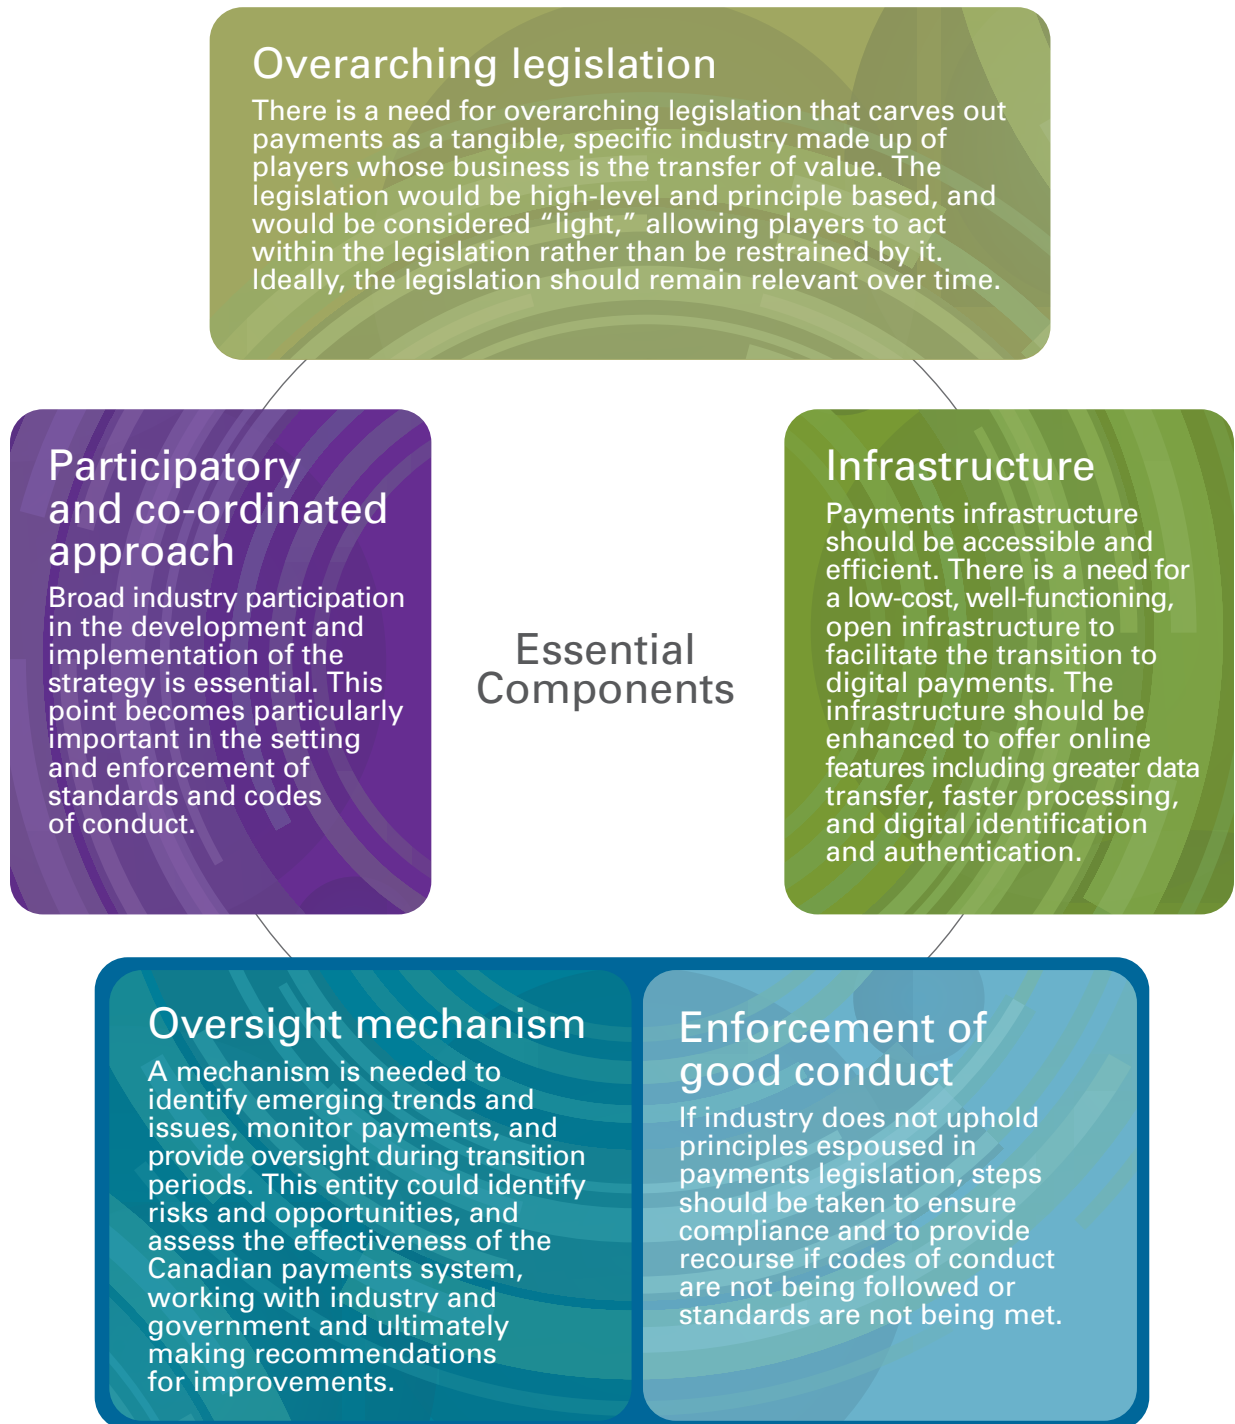 Overarching legislation
There is a need for overarching legislation that carves out
payments as a tangible, specific industry made up of
players whose business is the transfer of value. The
legislation would be high-level and principle based, and
would be considered “light,” allowing players to act
within the legislation rather than be restrained by it.
Ideally, the legislation should remain relevant over time.
Participatory
and co-ordinated
approach
Broad industry participation
in the development and
implementation of the
strategy is essential. This
point becomes particularly
important in the setting
and enforcement of
standards and codes
of conduct.
Essential
Components
Infrastructure
Payments infrastructure
should be accessible and
efficient. There is a need for
a low-cost, well-functioning,
open infrastructure to
facilitate the transition to
digital payments. The
infrastructure should be
enhanced to offer online
features including greater data
transfer, faster processing,
and digital identification
and authentication.
Oversight mechanism
A mechanism is needed to
identify emerging trends and
issues, monitor payments, and
provide oversight during transition
periods. This entity could identify
risks and opportunities, and
assess the effectiveness of the
Canadian payments system,
working with industry and
government and ultimately
making recommendations
for improvements.
Enforcement of
good conduct
If industry does not uphold
principles espoused in
payments legislation, steps
should be taken to ensure
compliance and to provide
recourse if codes of conduct
are not being followed or
standards are not being met.